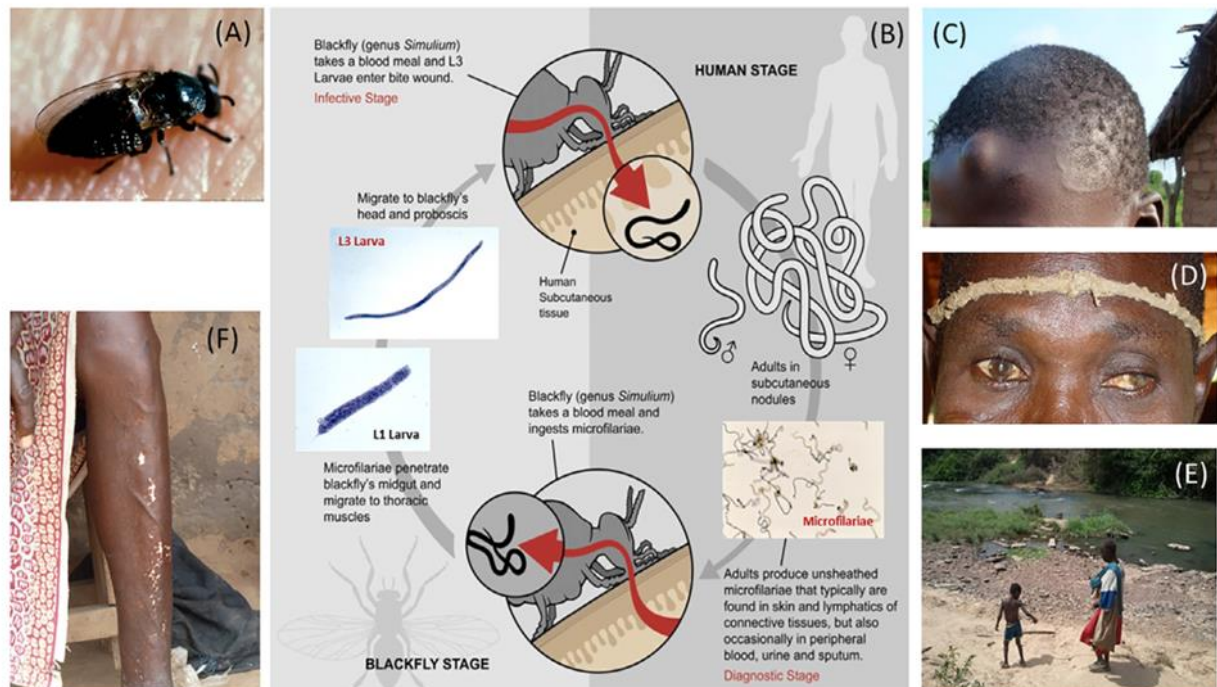 (A)
Blackfly (genus Simulium)
takes a blood meal and L3
Larvae enter bite wound.
Infective Stage
(B)
HUMAN STAGE
(C)
Migrate to blackfly's
head and proboscis
L3 Larva
Human
Subcutaneous
tissue
♂
♀
Adults in
subcutaneous
nodules
(D)
(F)
L1 Larva
Microfilariae penetrate
blackfly's midgut and
migrate to thoracic
muscles
Blackfly (genus Simulium)
takes a blood meal and
ingests microfilariae.
Microfilariae
(E)
Adults produce unsheathed
microfilariae that typically are
found in skin and lymphatics of
connective tissues, but also
occasionally in peripheral
blood, urine and sputum.
Diagnostic Stage
BLACKFLY STAGE